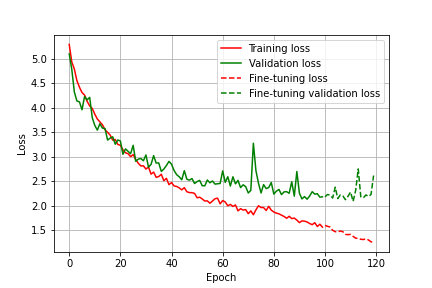 Training loss
Validation loss
Fine-tuning loss
Fine-tuning validation loss
5.0
4.5
4.0
3.5
3.0
2.5
2.0
1.5
Loss
0 20 40 60 80 100 120
Epoch